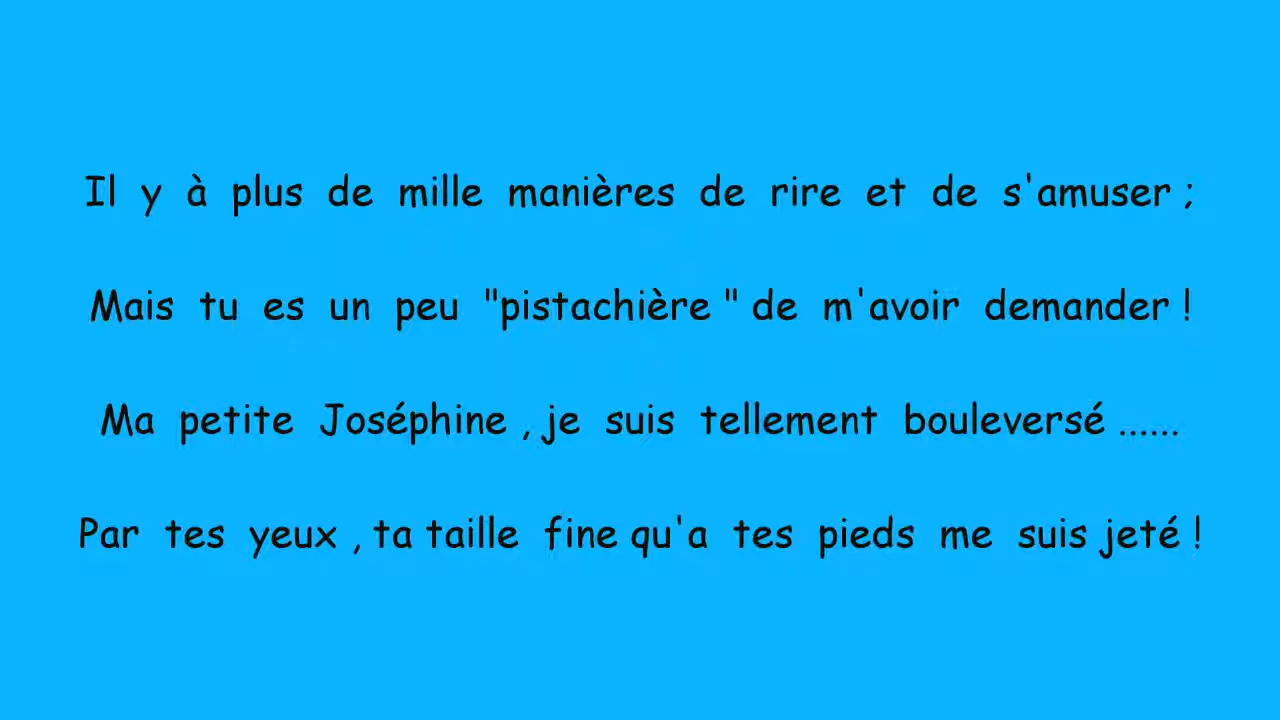 Il y à plus de mille manières de rire et de s'amuser ;
Mais tu es un peu "pistachière " de m'avoir demander !
Ma petite Joséphine , je suis tellement bouleversé ......
Par tes yeux , ta taille fine qu'a tes pieds me suis jeté !